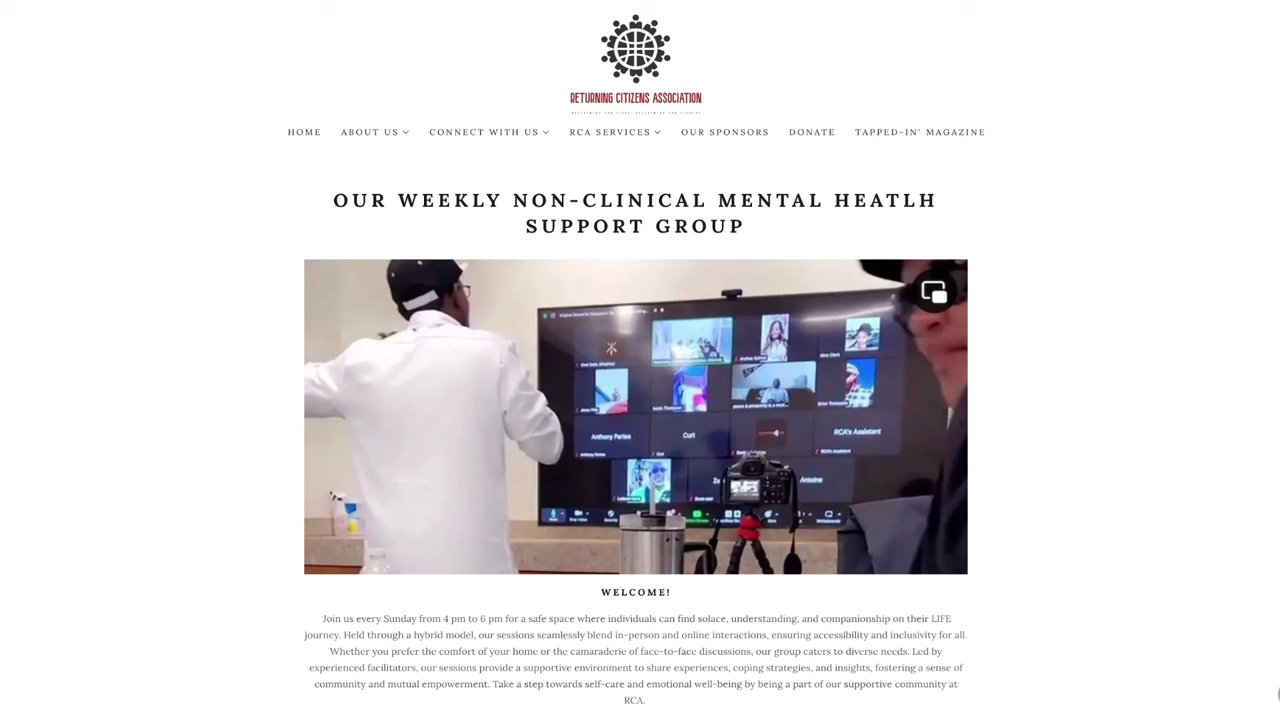 RETURNING CITIZENS ASSOCIATION
HOME ABOUT US CONNECT WITH US RCA SERVICES OUR SPONSORS DONATE TAPPED-IN' MAGAZINE
OUR WEEKLY NON-CLINICAL MENTAL HEATLH
SUPPORT GROUP
Anthony Parlea
Curt
RCA's Assistant
Antoine
WELCOME!
Join us every Sunday from 4 pm to 6 pm for a safe space where individuals can find solace, understanding, and companionship on their LIFE
journey. Held through a hybrid model, our sessions seamlessly blend in-person and online interactions, ensuring accessibility and inclusivity for all.
Whether you prefer the comfort of your home or the camaraderie of face-to-face discussions, our group caters to diverse needs. Led by
experienced facilitators, our sessions provide a supportive environment to share experiences, coping strategies, and insights, fostering a sense of
community and mutual empowerment. Take a step towards self-care and emotional well-being by being a part of our supportive community at
RCA.